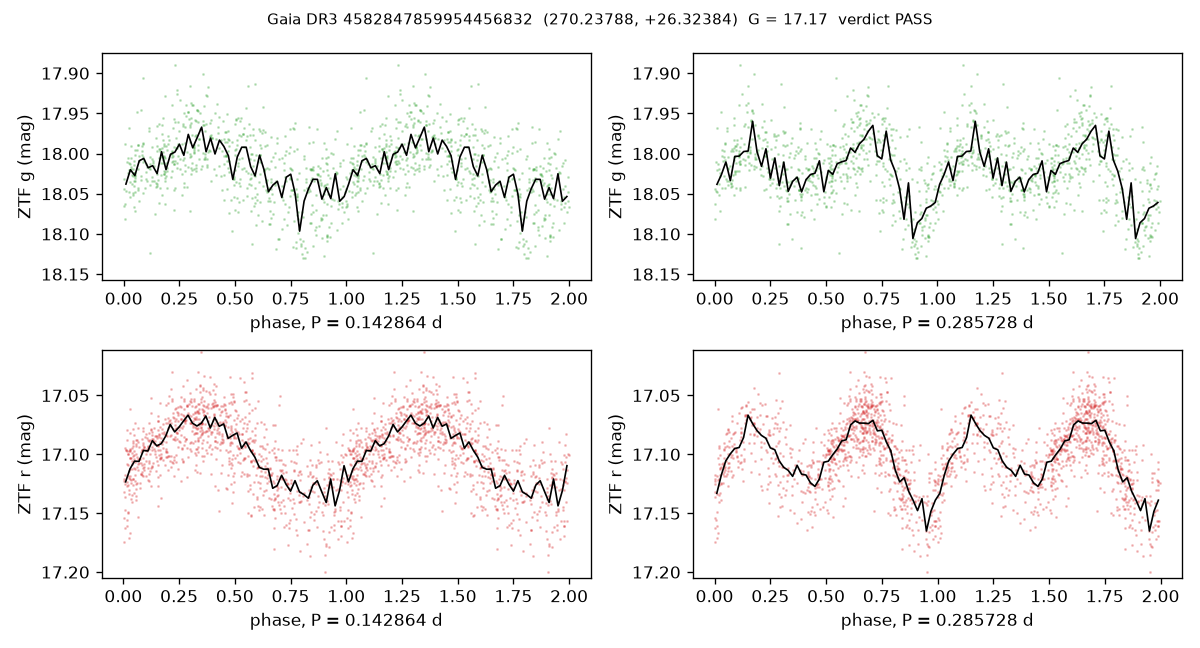 Gaia DR3 4582847859954456832  (270.23788, +26.32384)  G = 17.17  verdict PASS
ZTF g (mag)
17.90
17.95
18.00
18.05
18.10
18.15
0.00 0.25 0.50 0.75 1.00 1.25 1.50 1.75 2.00
phase, P = 0.142864 d
ZTF g (mag)
17.90
17.95
18.00
18.05
18.10
18.15
0.00 0.25 0.50 0.75 1.00 1.25 1.50 1.75 2.00
phase, P = 0.285728 d
ZTF r (mag)
17.05
17.10
17.15
17.20
0.00 0.25 0.50 0.75 1.00 1.25 1.50 1.75 2.00
phase, P = 0.142864 d
ZTF r (mag)
17.05
17.10
17.15
17.20
0.00 0.25 0.50 0.75 1.00 1.25 1.50 1.75 2.00
phase, P = 0.285728 d